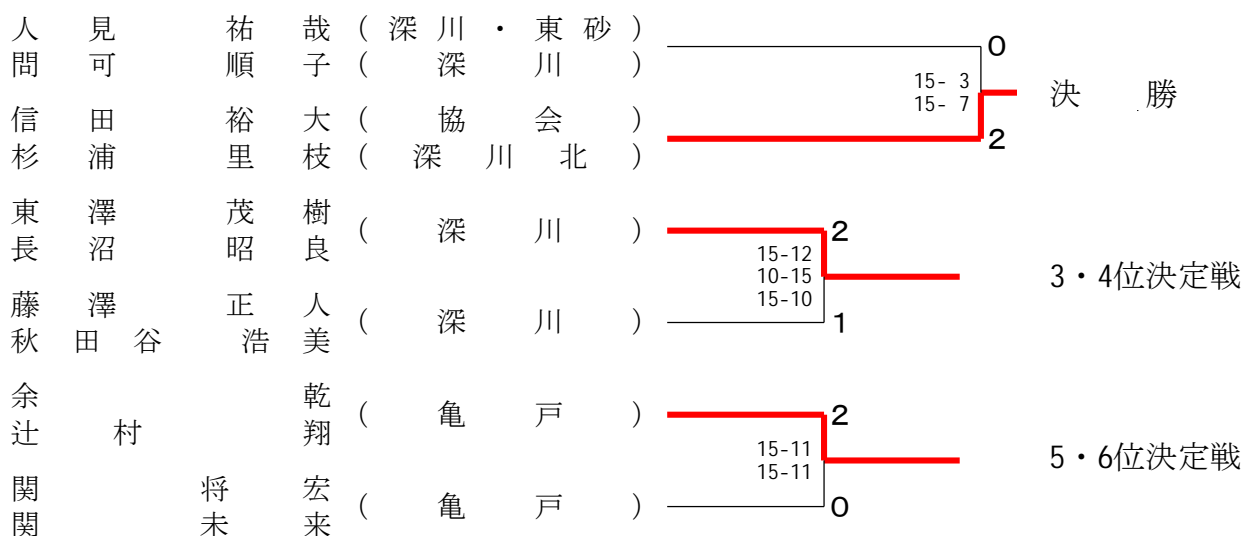 人見 祐哉 (深川・東砂)
問可 順子 (深川)
0
15- 3
15- 7
決 勝
信田 裕大 (協会)
杉浦 里枝 (深川北)
2
東澤 茂樹
長沼 昭良
(深川)
2
15-12
10-15
15-10
3・4位決定戦
藤澤 正人
秋田谷 浩美
(深川)
1
余 乾
辻村 翔
(亀戸)
2
15-11
15-11
5・6位決定戦
関 将宏
関 未来
(亀戸)
0